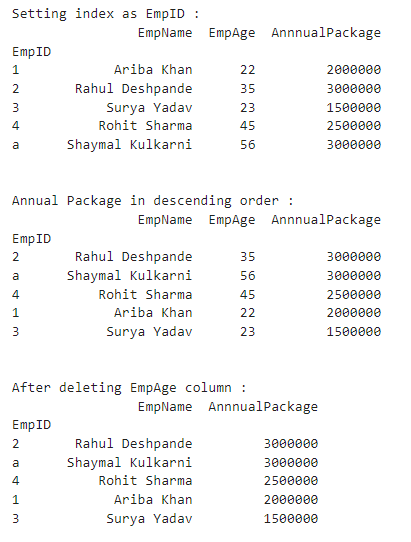 Setting index as EmpID :
EmpName EmpAge AnnnualPackage
EmpID
1 Ariba Khan 22 2000000
2 Rahul Deshpande 35 3000000
3 Surya Yadav 23 1500000
4 Rohit Sharma 45 2500000
a Shaymal Kulkarni 56 3000000
Annual Package in descending order :
EmpName EmpAge AnnnualPackage
EmpID
2 Rahul Deshpande 35 3000000
a Shaymal Kulkarni 56 3000000
4 Rohit Sharma 45 2500000
1 Ariba Khan 22 2000000
3 Surya Yadav 23 1500000
After deleting EmpAge column :
EmpName AnnnualPackage
EmpID
2 Rahul Deshpande 3000000
a Shaymal Kulkarni 3000000
4 Rohit Sharma 2500000
1 Ariba Khan 2000000
3 Surya Yadav 1500000